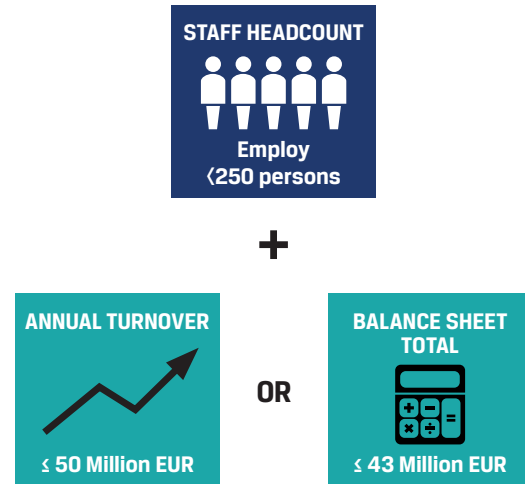 STAFF HEADCOUNT
Employ
<250 persons
+
ANNUAL TURNOVER
≤ 50 Million EUR
OR
BALANCE SHEET
TOTAL
+ −
× ÷ =
≤ 43 Million EUR